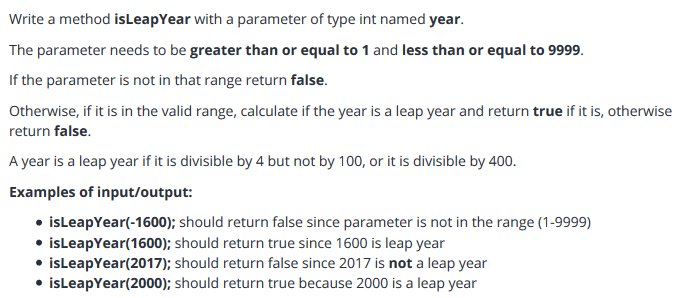 Write a method isLeapYear with a parameter of type int named year.
The parameter needs to be greater than or equal to 1 and less than or equal to 9999.
If the parameter is not in that range return false.
Otherwise, if it is in the valid range, calculate if the year is a leap year and return true if it is, otherwise
return false.
A year is a leap year if it is divisible by 4 but not by 100, or it is divisible by 400.
Examples of input/output:
• isLeapYear(-1600); should return false since parameter is not in the range (1-9999)
• isLeapYear(1600); should return true since 1600 is leap year
• isLeapYear(2017); should return false since 2017 is not a leap year
• isLeapYear(2000); should return true because 2000 is a leap year